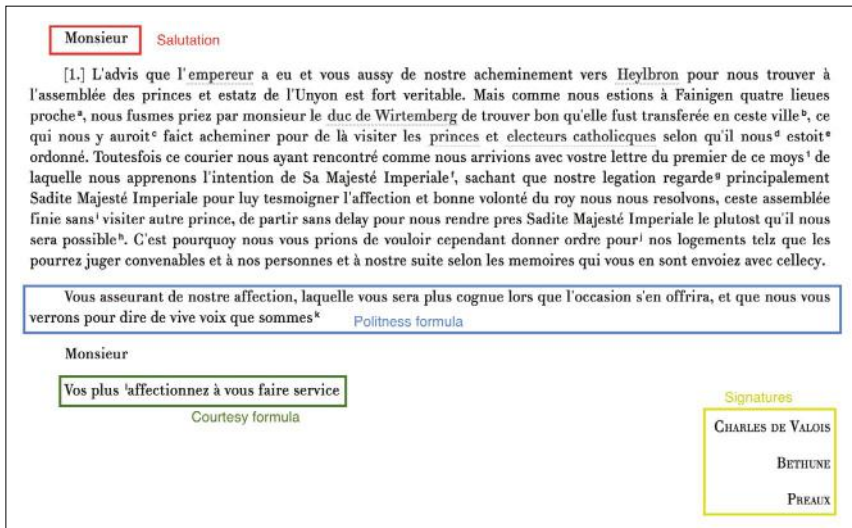 Monsieur Salutation
[1.] L'advis que l'empereur a eu et vous aussy de nostre acheminement vers Heylbron pour nous trouver à
l'assemblée des princes et estatz de l'Unyon est fort veritable. Mais comme nous estions à Fainigen quatre lieues
procheᵃ, nous fusmes priez par monsieur le duc de Wirtemberg de trouver bon qu'elle fust transferée en ceste villeᵇ, ce
qui nous y auroitᶜ faict acheminer pour de là visiter les princes et electeurs catholicques selon qu'il nousᵈ estoitᵉ
ordonné. Toutesfois ce courier nous ayant rencontré comme nous arrivions avec vostre lettre du premier de ce moys¹ de
laquelle nous apprenons l'intention de Sa Majesté Imperialeᶠ, sachant que nostre legation regardeᵍ principalement
Sadite Majesté Imperiale pour luy tesmoigner l'affection et bonne volonté du roy nous nous resolvons, ceste assemblée
finie sansⁱ visiter autre prince, de partir sans delay pour nous rendre pres Sadite Majesté Imperiale le plutost qu'il nous
sera possibleʰ. C'est pourquoy nous vous prions de vouloir cependant donner ordre pourʲ nos logements telz que les
pourrez juger convenables et à nos personnes et à nostre suite selon les memoires qui vous en sont envoiez avec cellecy.
Vous asseurant de nostre affection, laquelle vous sera plus cognue lors que l'occasion s'en offrira, et que nous vous
verrons pour dire de vive voix que sommesᵏ Politness formula
Monsieur
Vos plus ˡaffectionnez à vous faire service
Courtesy formula
Signatures
CHARLES DE VALOIS
BETHUNE
PREAUX